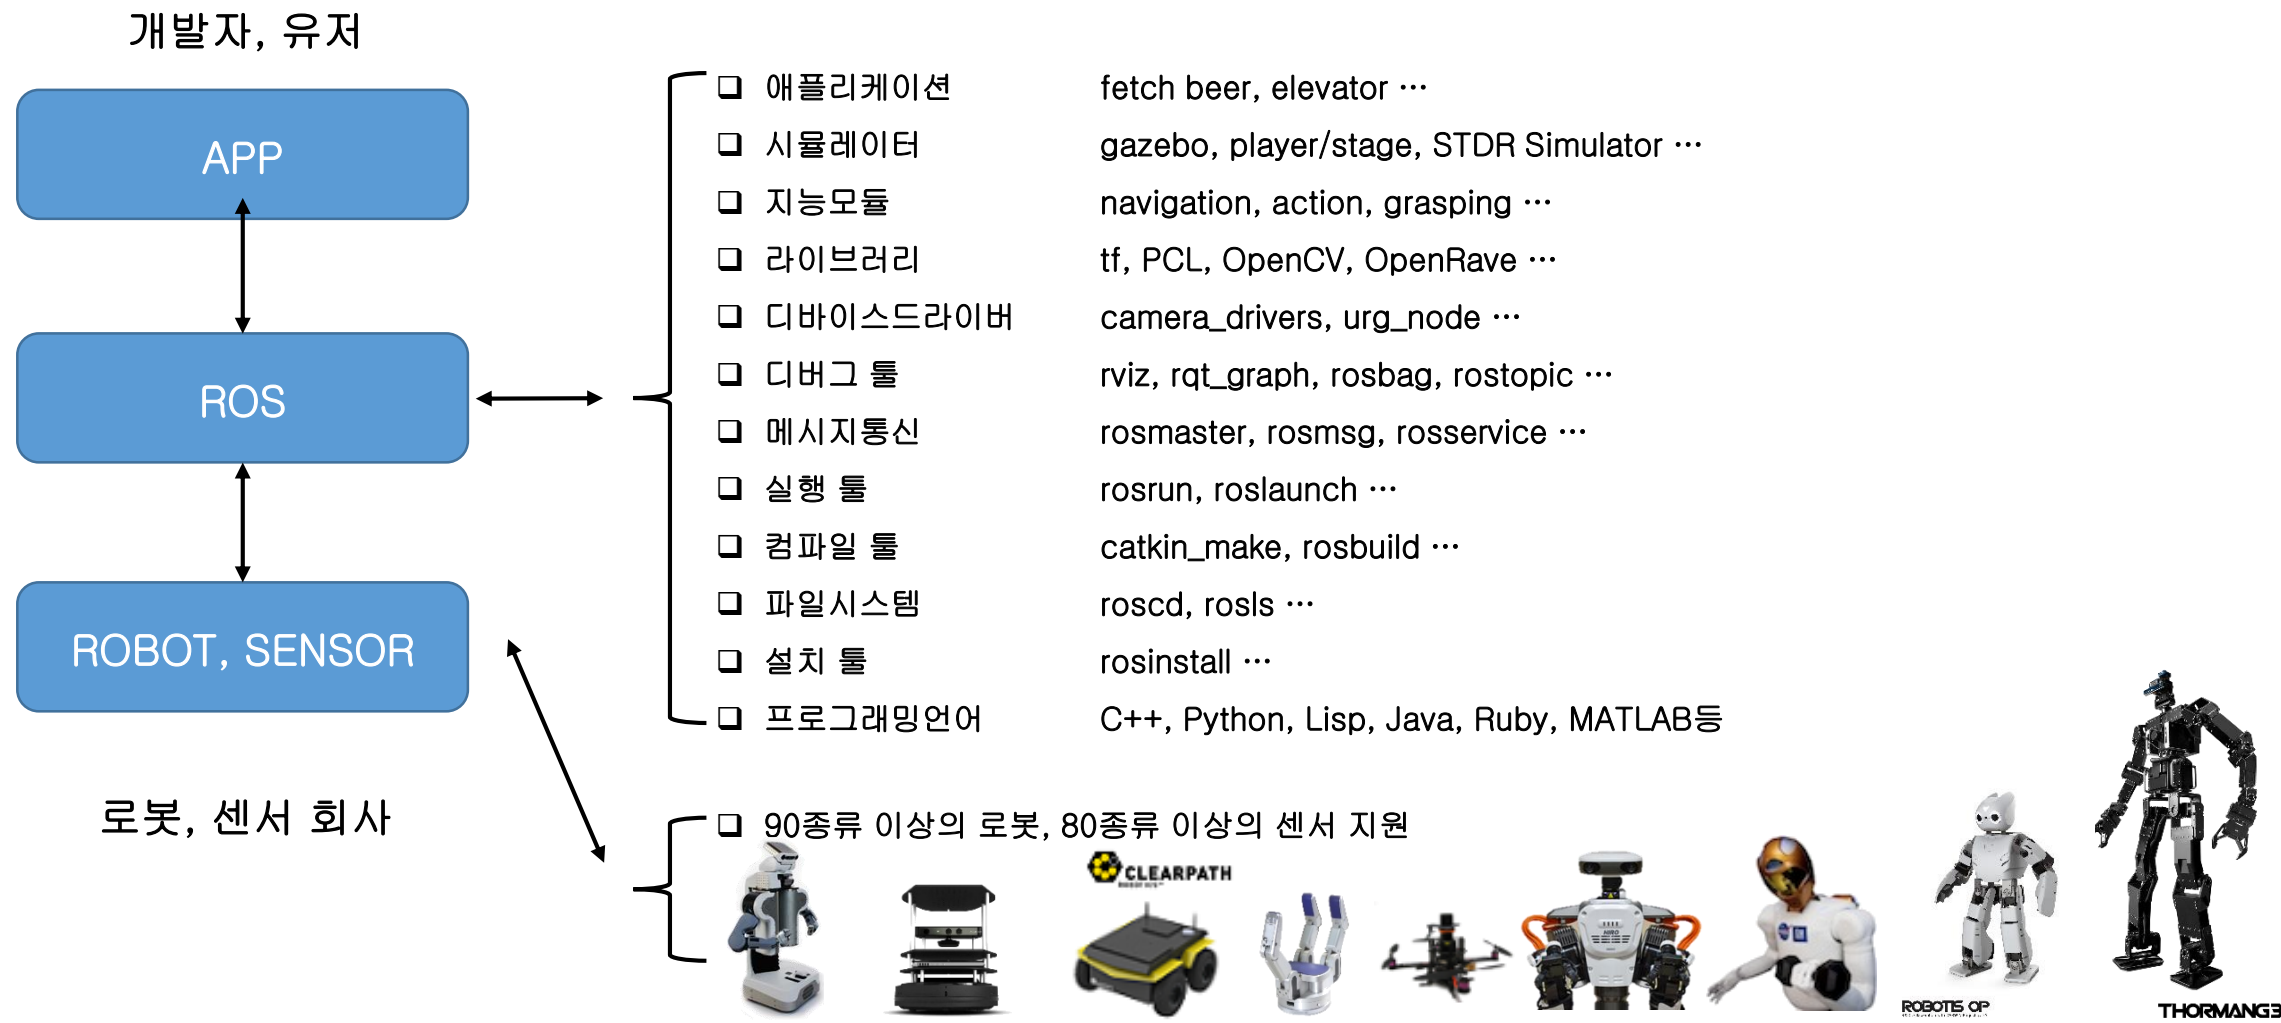 개발자, 유저
APP
ROS
ROBOT, SENSOR
로봇, 센서 회사
❑ 애플리케이션 fetch beer, elevator …
❑ 시뮬레이터 gazebo, player/stage, STDR Simulator …
❑ 지능모듈 navigation, action, grasping …
❑ 라이브러리 tf, PCL, OpenCV, OpenRave …
❑ 디바이스드라이버 camera_drivers, urg_node …
❑ 디버그 툴 rviz, rqt_graph, rosbag, rostopic …
❑ 메시지통신 rosmaster, rosmsg, rosservice …
❑ 실행 툴 rosrun, roslaunch …
❑ 컴파일 툴 catkin_make, rosbuild …
❑ 파일시스템 roscd, rosls …
❑ 설치 툴 rosinstall …
❑ 프로그래밍언어 C++, Python, Lisp, Java, Ruby, MATLAB등
❑ 90종류 이상의 로봇, 80종류 이상의 센서 지원
CLEARPATH
ROBOTICS™
HIRO
GM
ROBOTIS OP
THORMANG3